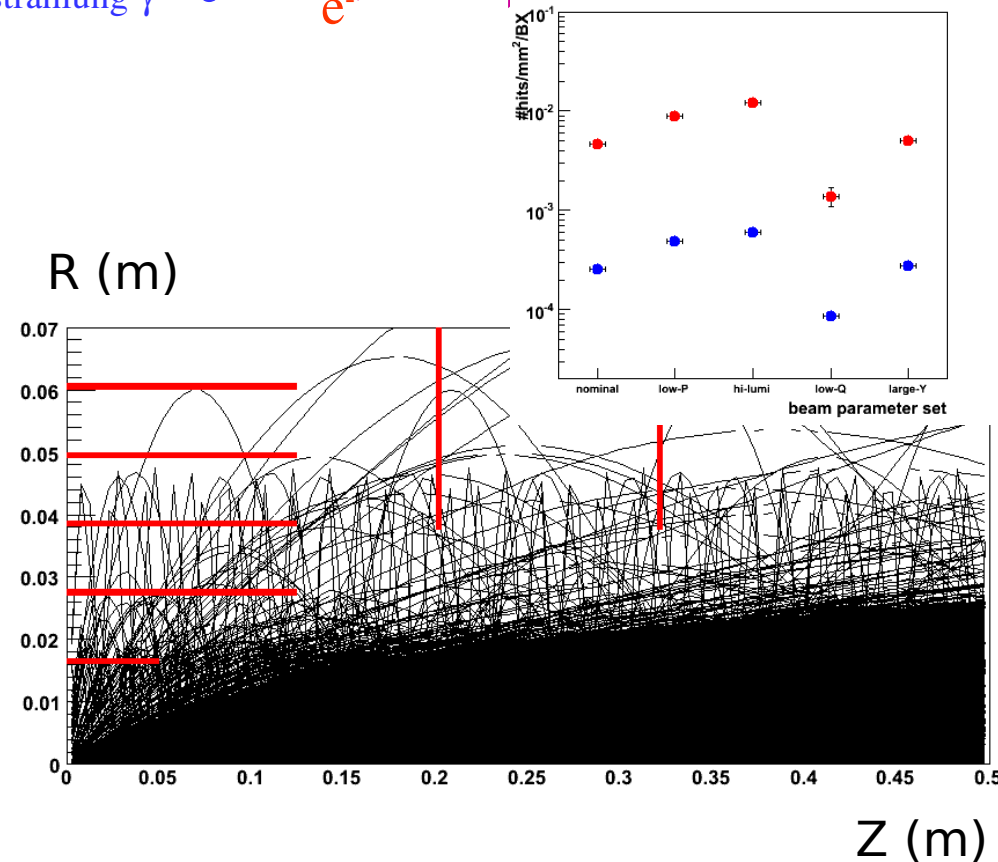 strahlung γ
e
#hits/mm²/BX
10⁻¹
10⁻²
10⁻³
10⁻⁴
nominal low-P hi-lumi low-Q large-Y
beam parameter set
R (m)
0.07
0.06
0.05
0.04
0.03
0.02
0.01
0
0 0.05 0.1 0.15 0.2 0.25 0.3 0.35 0.4 0.45 0.5
Z (m)